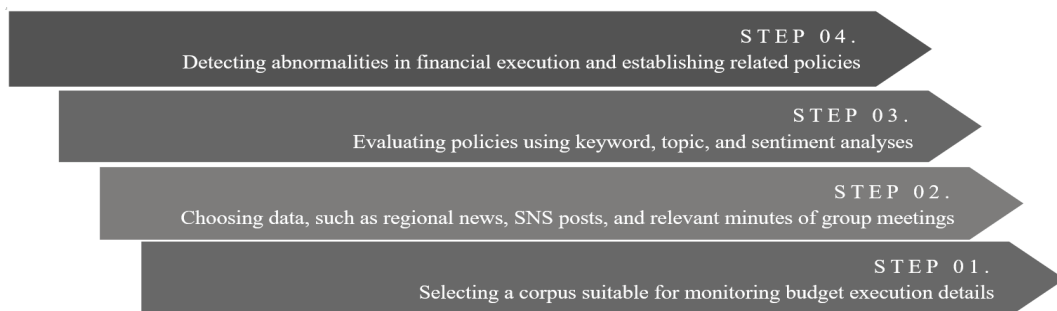 STEP 04.
Detecting abnormalities in financial execution and establishing related policies
STEP 03.
Evaluating policies using keyword, topic, and sentiment analyses
STEP 02.
Choosing data, such as regional news, SNS posts, and relevant minutes of group meetings
STEP 01.
Selecting a corpus suitable for monitoring budget execution details